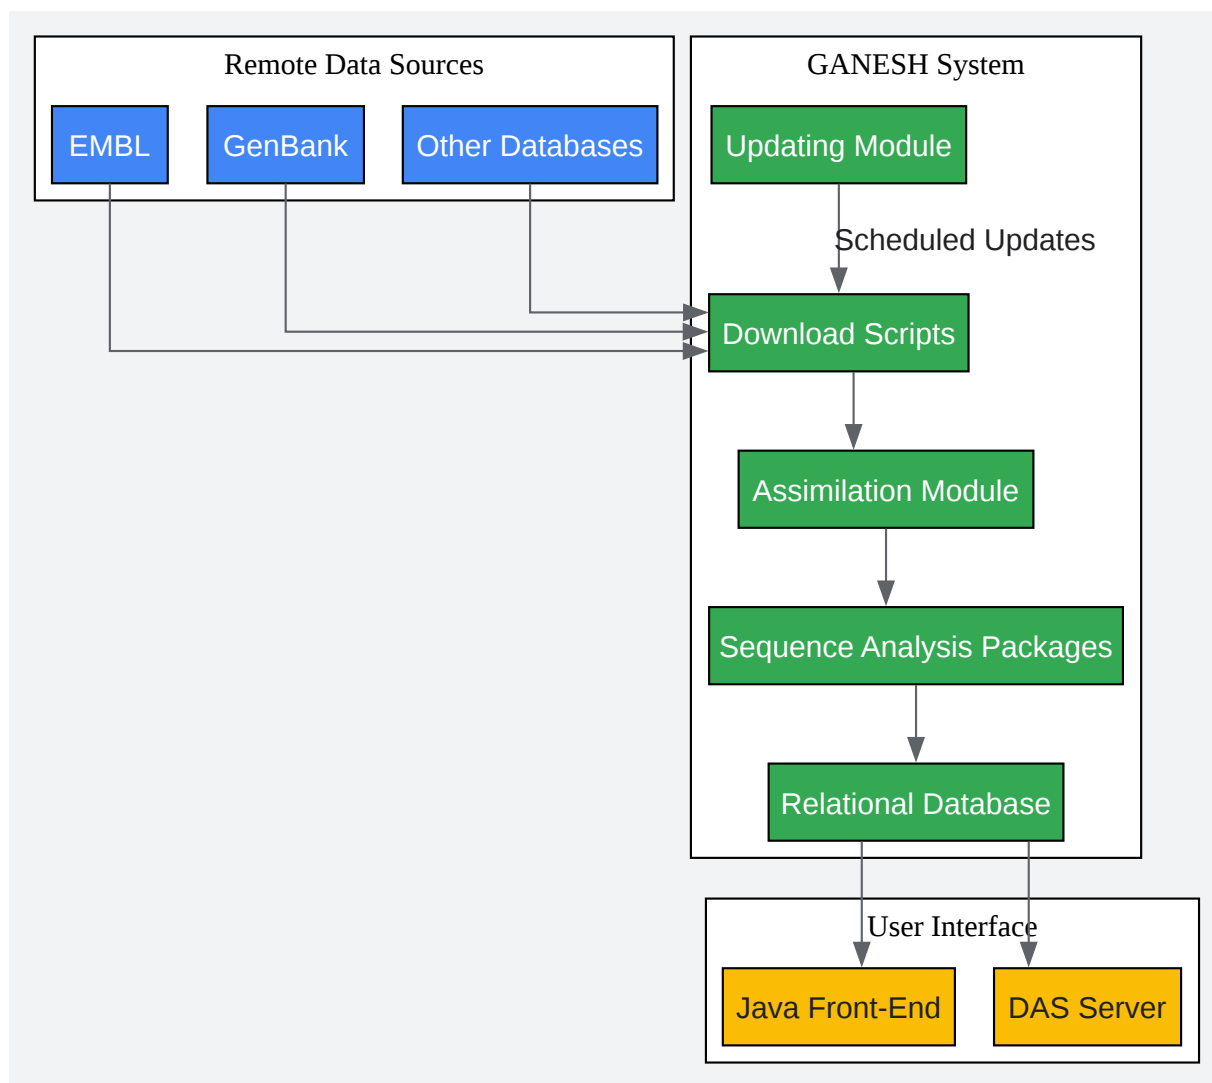 Remote Data Sources
EMBL
GenBank
Other Databases
GANESH System
Updating Module
Scheduled Updates
Download Scripts
Assimilation Module
Sequence Analysis Packages
Relational Database
User Interface
Java Front-End
DAS Server